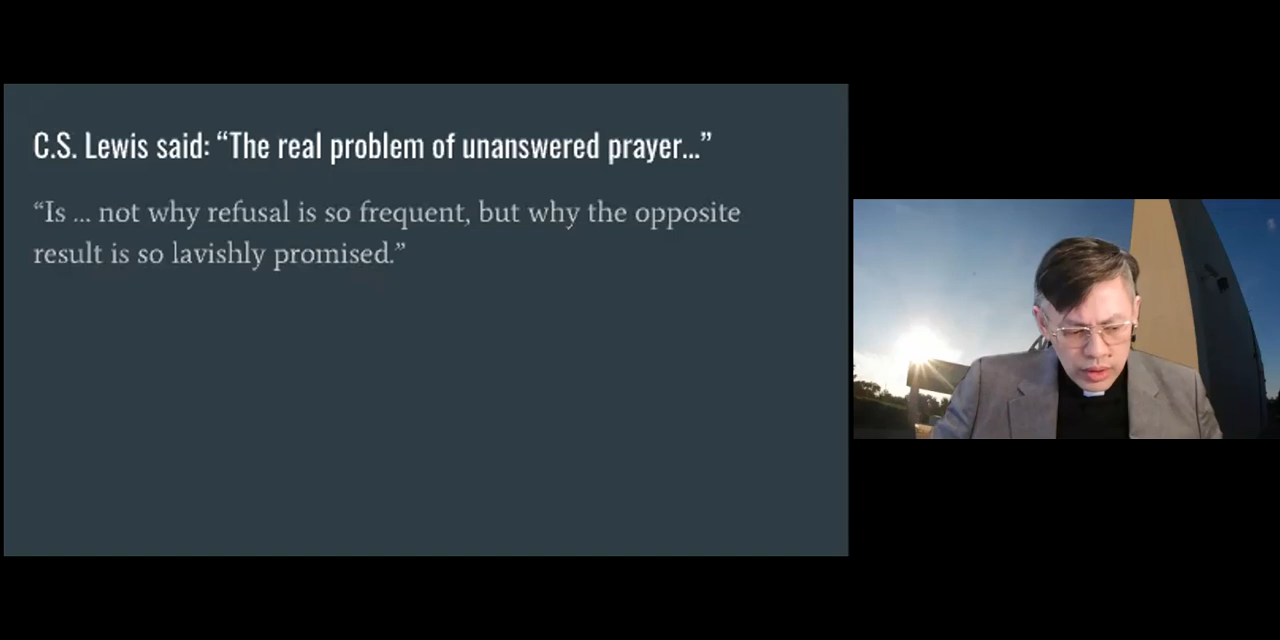 C.S. Lewis said: “The real problem of unanswered prayer...”
“Is ... not why refusal is so frequent, but why the opposite
result is so lavishly promised.”